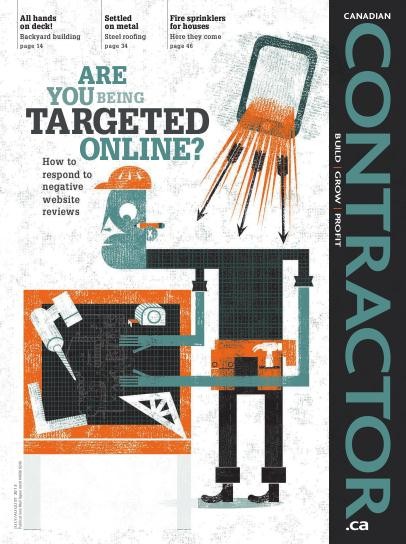 All hands
on deck!
Backyard building
page 14
Settled
on metal
Steel roofing
page 34
Fire sprinklers
for houses
Here they come
page 46
ARE
YOU BEING
TARGETED
ONLINE?
How to
respond to
negative
website
reviews
CANADIAN
CONTRACTOR
.ca
BUILD | GROW | PROFIT